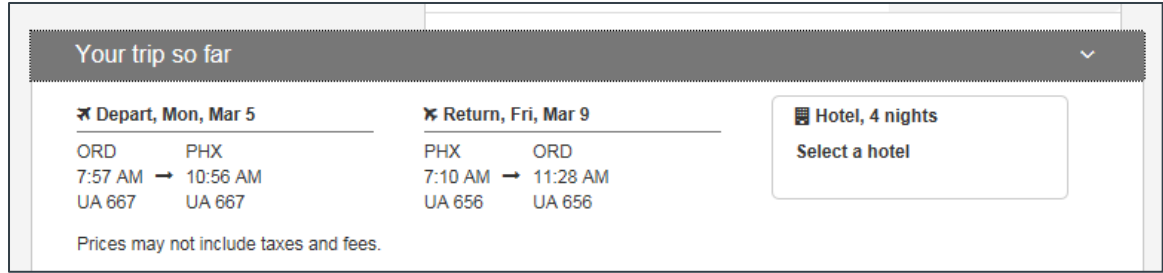 Your trip so far
Depart, Mon, Mar 5
ORD PHX
7:57 AM → 10:56 AM
UA 667 UA 667
Return, Fri, Mar 9
PHX ORD
7:10 AM → 11:28 AM
UA 656 UA 656
Hotel, 4 nights
Select a hotel
Prices may not include taxes and fees.